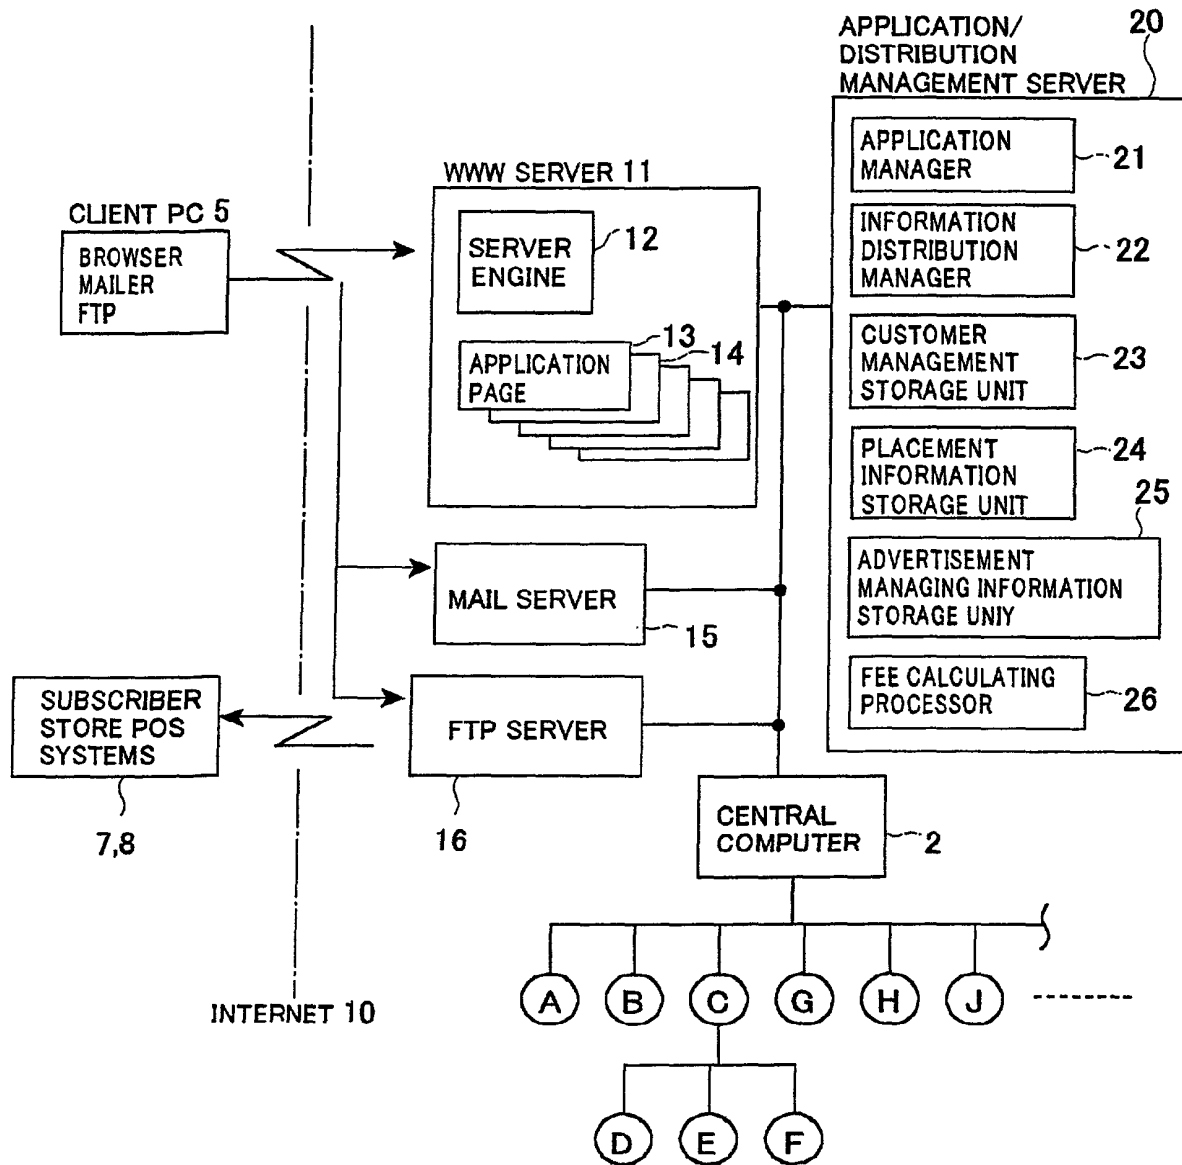 APPLICATION/
DISTRIBUTION
MANAGEMENT SERVER
20
APPLICATION
MANAGER
21
INFORMATION
DISTRIBUTION
MANAGER
22
CUSTOMER
MANAGEMENT
STORAGE UNIT
23
PLACEMENT
INFORMATION
STORAGE UNIT
24
25
ADVERTISEMENT
MANAGING INFORMATION
STORAGE UNIY
FEE CALCULATING
PROCESSOR
26
WWW SERVER 11
SERVER
ENGINE
12
13
14
APPLICATION
PAGE
CLIENT PC 5
BROWSER
MAILER
FTP
MAIL SERVER
15
SUBSCRIBER
STORE POS
SYSTEMS
7,8
FTP SERVER
16
CENTRAL
COMPUTER
2
INTERNET 10
A B C G H J
D E F